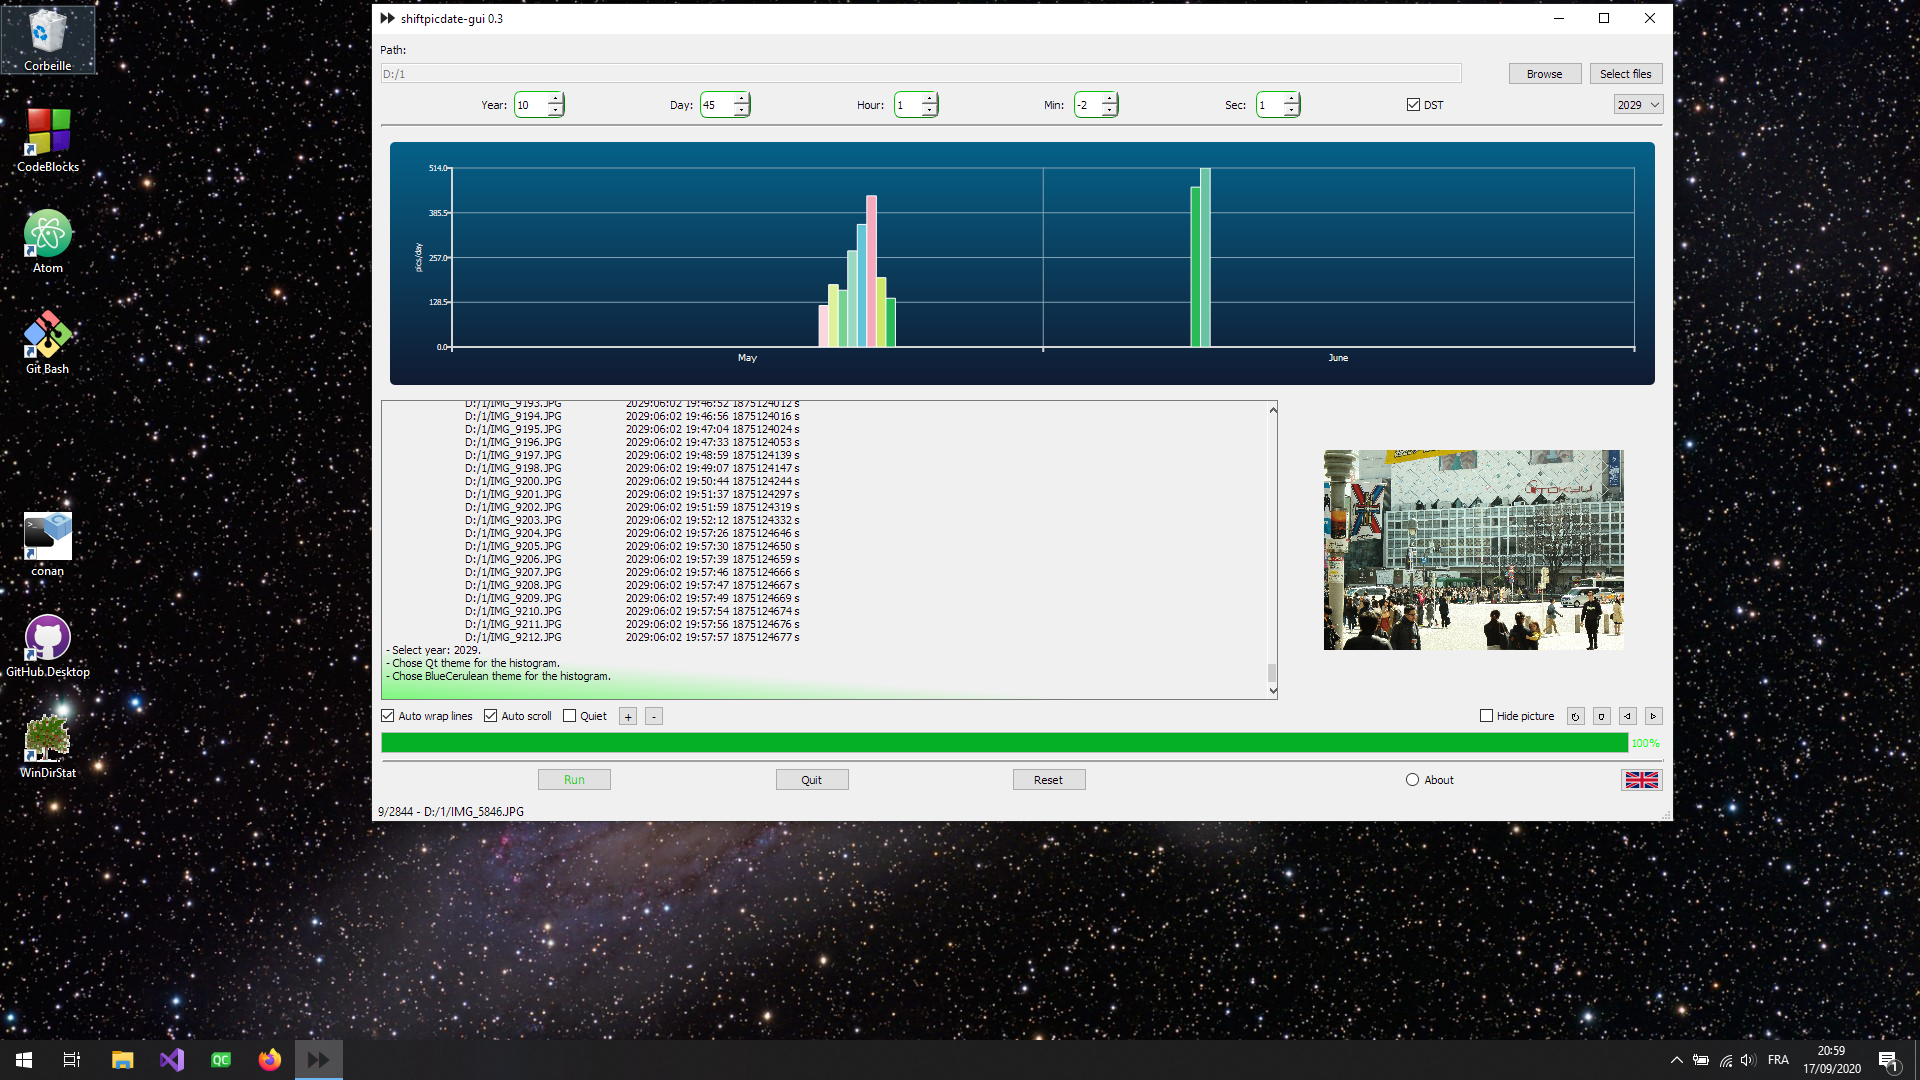 Corbeille
CodeBlocks
Atom
Git Bash
conan
GitHub Desktop
WinDirStat
shiftpicdate-gui 0.3
Path:
D:/1
Browse
Select files
Year: 10
Day: 45
Hour: 1
Min: -2
Sec: 1
DST
2029
514.0
385.5
257.0
128.5
0.0
pics/day
May
June
D:/1/IMG_9193.JPG 2029:06:02 19:46:52 1875124012 s
D:/1/IMG_9194.JPG 2029:06:02 19:46:56 1875124016 s
D:/1/IMG_9195.JPG 2029:06:02 19:47:04 1875124024 s
D:/1/IMG_9196.JPG 2029:06:02 19:47:33 1875124053 s
D:/1/IMG_9197.JPG 2029:06:02 19:48:59 1875124139 s
D:/1/IMG_9198.JPG 2029:06:02 19:49:07 1875124147 s
D:/1/IMG_9200.JPG 2029:06:02 19:50:44 1875124244 s
D:/1/IMG_9201.JPG 2029:06:02 19:51:37 1875124297 s
D:/1/IMG_9202.JPG 2029:06:02 19:51:59 1875124319 s
D:/1/IMG_9203.JPG 2029:06:02 19:52:12 1875124332 s
D:/1/IMG_9204.JPG 2029:06:02 19:57:26 1875124646 s
D:/1/IMG_9205.JPG 2029:06:02 19:57:30 1875124650 s
D:/1/IMG_9206.JPG 2029:06:02 19:57:39 1875124659 s
D:/1/IMG_9207.JPG 2029:06:02 19:57:46 1875124666 s
D:/1/IMG_9208.JPG 2029:06:02 19:57:47 1875124667 s
D:/1/IMG_9209.JPG 2029:06:02 19:57:49 1875124669 s
D:/1/IMG_9210.JPG 2029:06:02 19:57:54 1875124674 s
D:/1/IMG_9211.JPG 2029:06:02 19:57:56 1875124676 s
D:/1/IMG_9212.JPG 2029:06:02 19:57:57 1875124677 s
- Select year: 2029.
- Chose Qt theme for the histogram.
- Chose BlueCerulean theme for the histogram.
Auto wrap lines
Auto scroll
Quiet
+
-
Hide picture
100%
Run
Quit
Reset
About
9/2844 - D:/1/IMG_5846.JPG
QC
FRA
20:59
17/09/2020
1